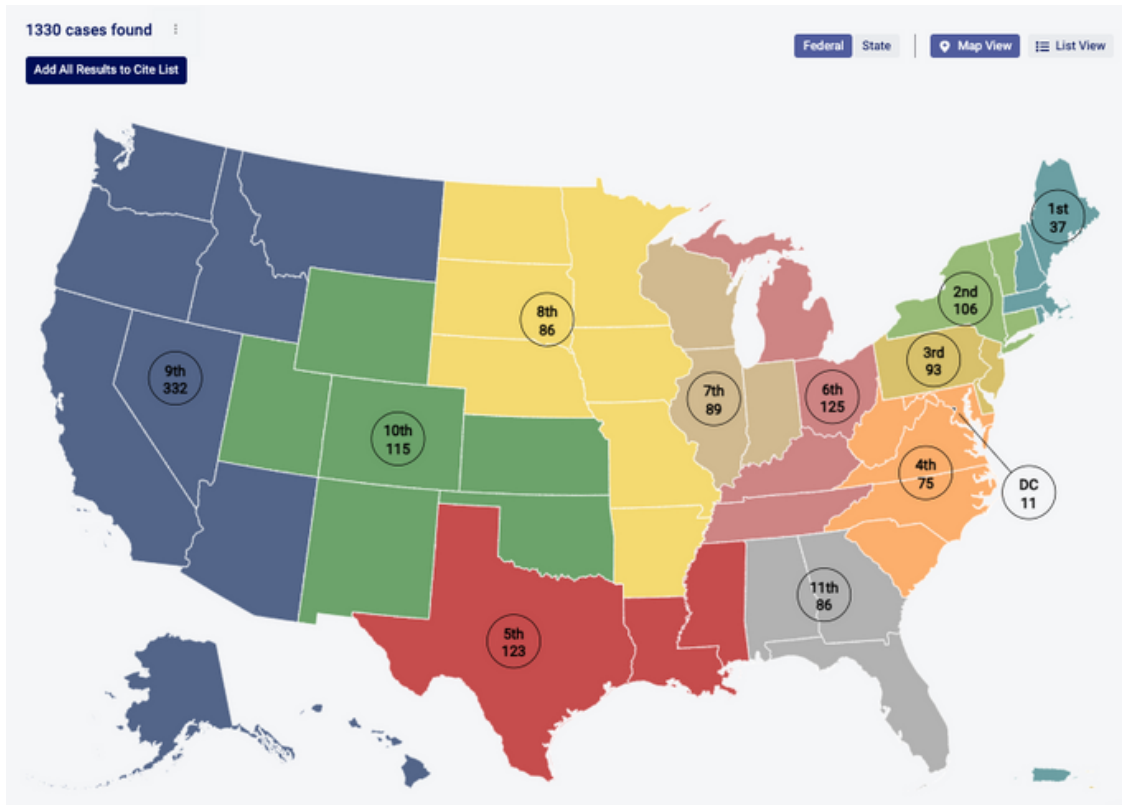 1330 cases found
Add All Results to Cite List
Federal State Map View List View
1st
37
2nd
106
3rd
93
8th
86
9th
332
7th
89
6th
125
10th
115
4th
75
DC
11
11th
86
5th
123